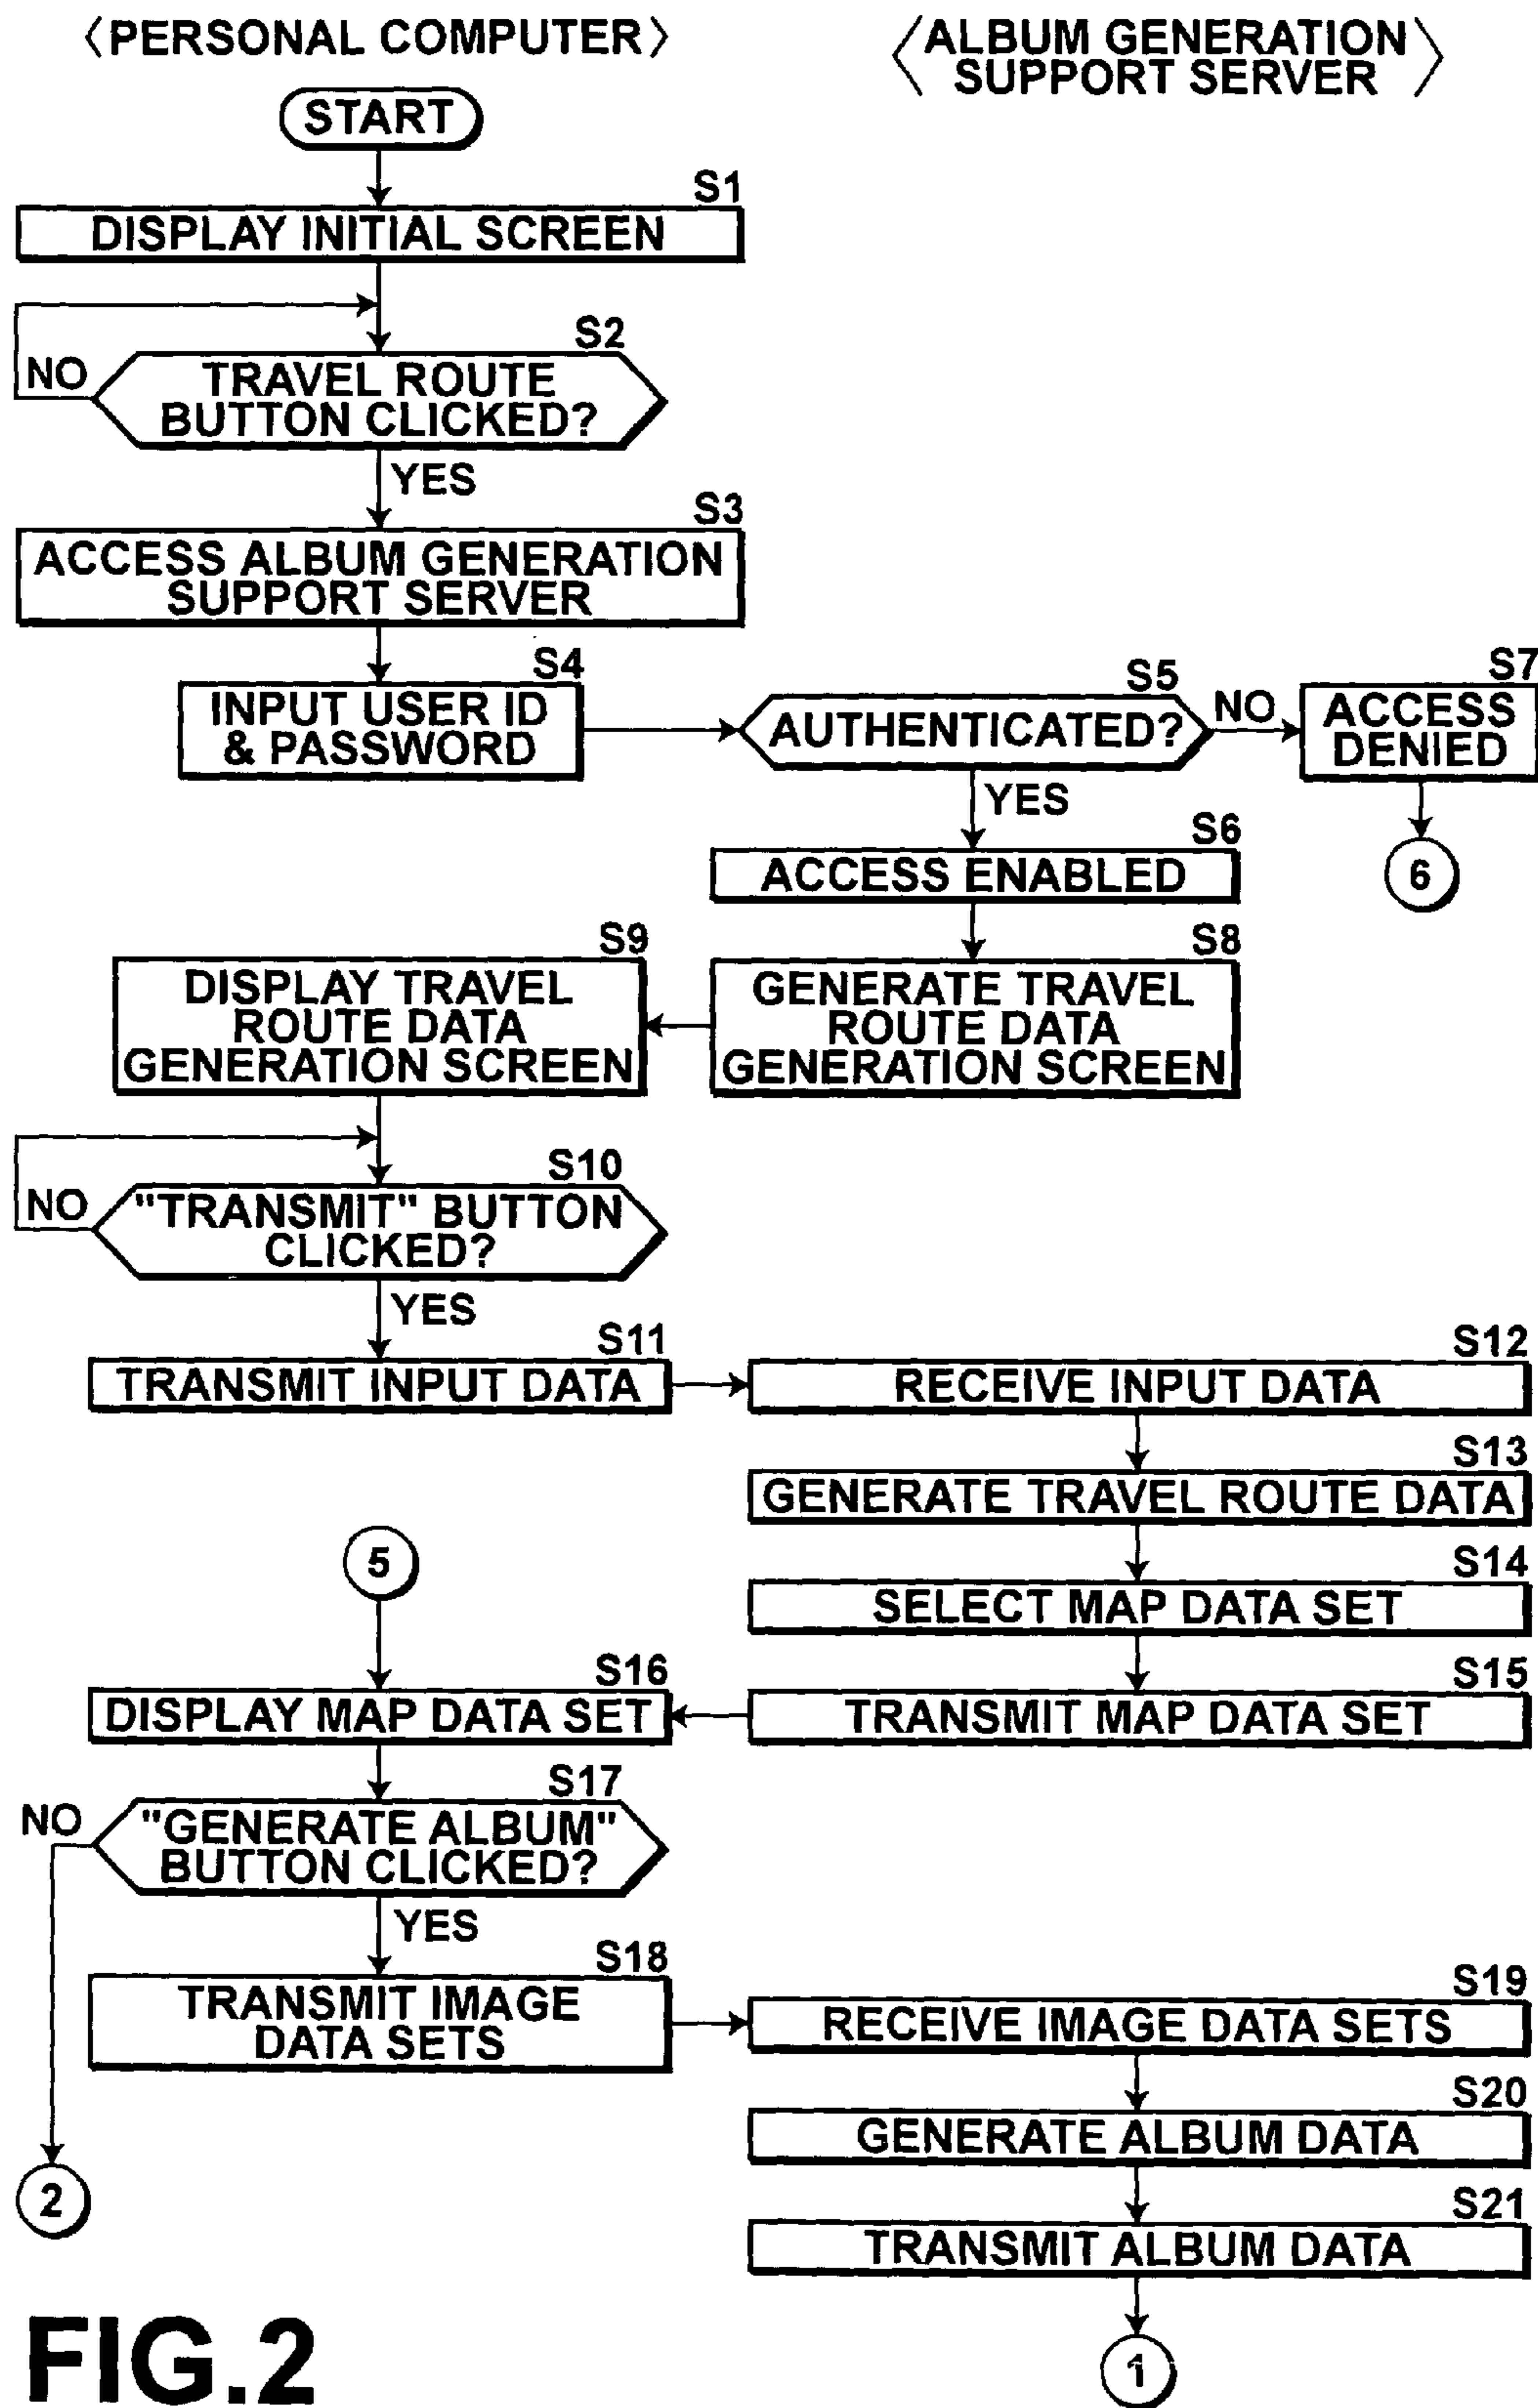 〈PERSONAL COMPUTER〉
〈ALBUM GENERATION
SUPPORT SERVER〉
START
S1
DISPLAY INITIAL SCREEN
S2
NO
TRAVEL ROUTE
BUTTON CLICKED?
YES
S3
ACCESS ALBUM GENERATION
SUPPORT SERVER
S4
INPUT USER ID
& PASSWORD
S5
AUTHENTICATED?
NO
S7
ACCESS
DENIED
YES
6
S6
ACCESS ENABLED
S9
DISPLAY TRAVEL
ROUTE DATA
GENERATION SCREEN
S8
GENERATE TRAVEL
ROUTE DATA
GENERATION SCREEN
S10
NO
"TRANSMIT" BUTTON
CLICKED?
YES
S11
TRANSMIT INPUT DATA
S12
RECEIVE INPUT DATA
S13
GENERATE TRAVEL ROUTE DATA
5
S14
SELECT MAP DATA SET
S16
DISPLAY MAP DATA SET
S15
TRANSMIT MAP DATA SET
S17
NO
"GENERATE ALBUM"
BUTTON CLICKED?
YES
S18
TRANSMIT IMAGE
DATA SETS
S19
RECEIVE IMAGE DATA SETS
S20
GENERATE ALBUM DATA
2
S21
TRANSMIT ALBUM DATA
1
FIG.2